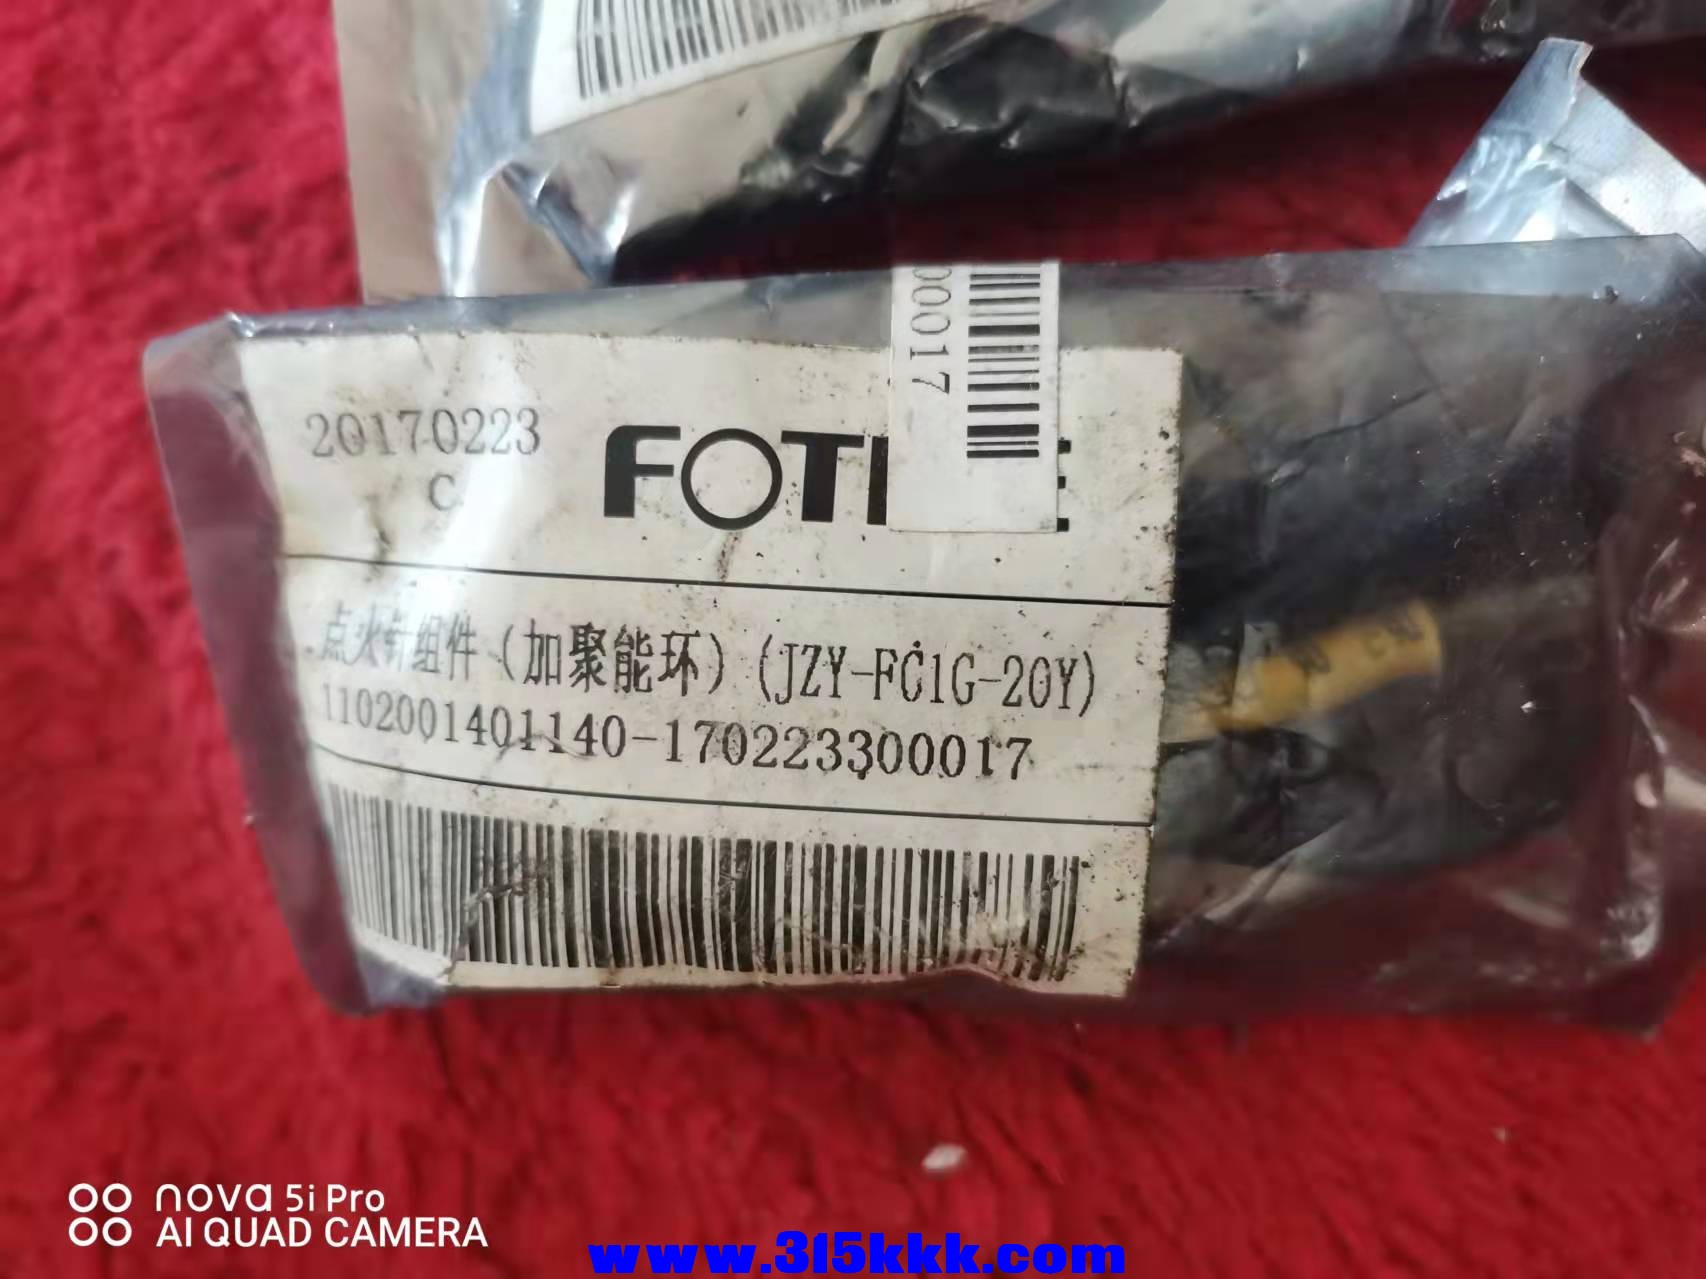 20170223
C
FOTI
00017
点火针组件（加聚能环）(JZY-FC1G-20Y)
1102001401140-170223300017
nova 5i Pro
AI QUAD CAMERA
www.315kkk.com